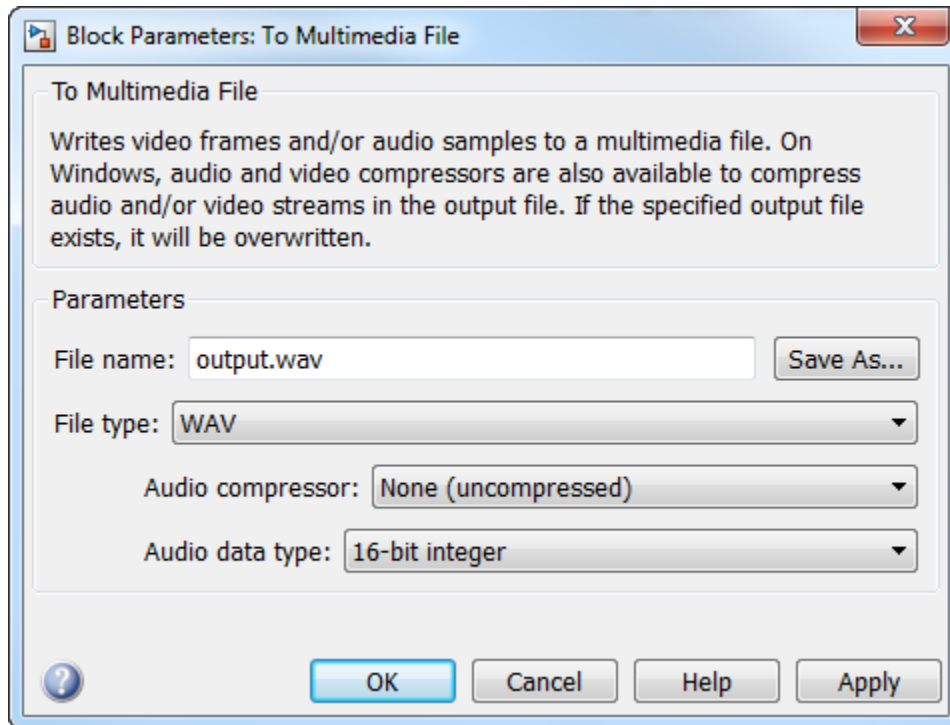 Block Parameters: To Multimedia File
x
To Multimedia File
Writes video frames and/or audio samples to a multimedia file. On
Windows, audio and video compressors are also available to compress
audio and/or video streams in the output file. If the specified output file
exists, it will be overwritten.
Parameters
File name: output.wav Save As...
File type: WAV
Audio compressor: None (uncompressed)
Audio data type: 16-bit integer
? OK Cancel Help Apply